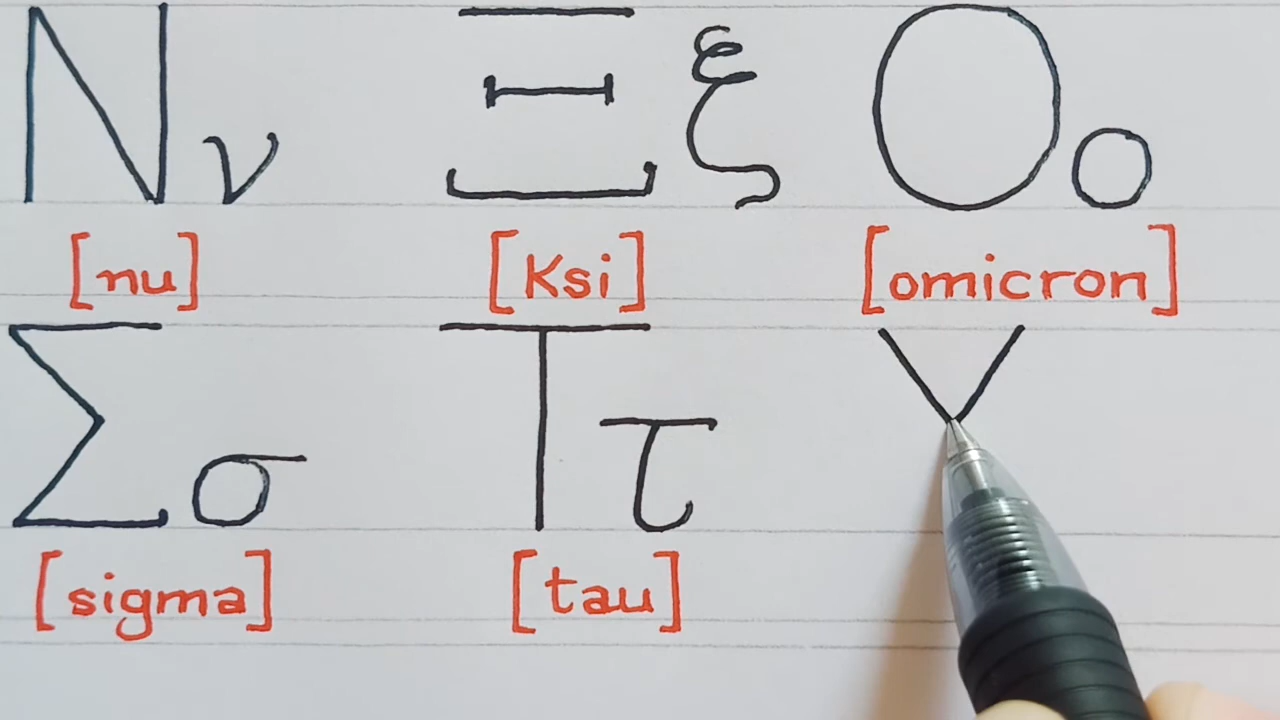 Ν ν Ξ ξ Ο ο
[nu] [Ksi] [omicron]
Σ σ Τ τ Υ
[sigma] [tau]